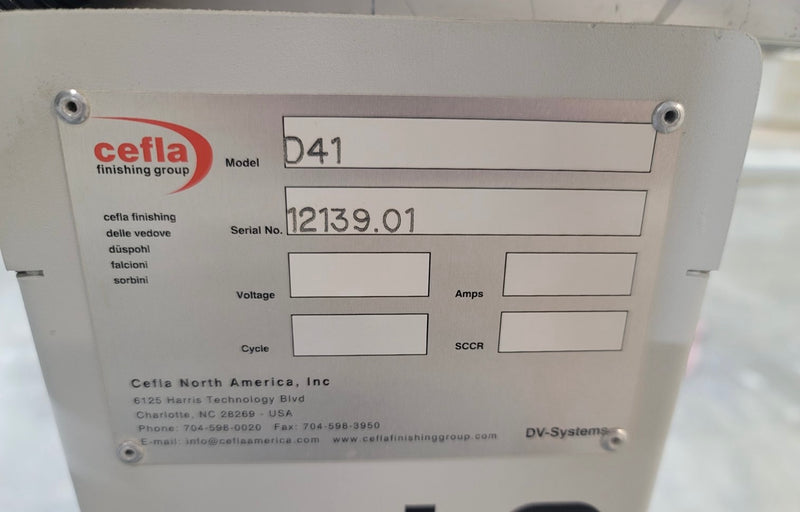 cefla
finishing group
cefla finishing
delle vedove
düspohl
falcioni
sorbini
Model D41
Serial No. 12139.01
Voltage
Amps
Cycle
SCCR
Cefla North America, Inc
6125 Harris Technology Blvd
Charlotte, NC 28269 - USA
Phone: 704-598-0020 Fax: 704-598-3950
E-mail: info@ceflaamerica.com www.ceflafinishinggroup.com
DV-Systems